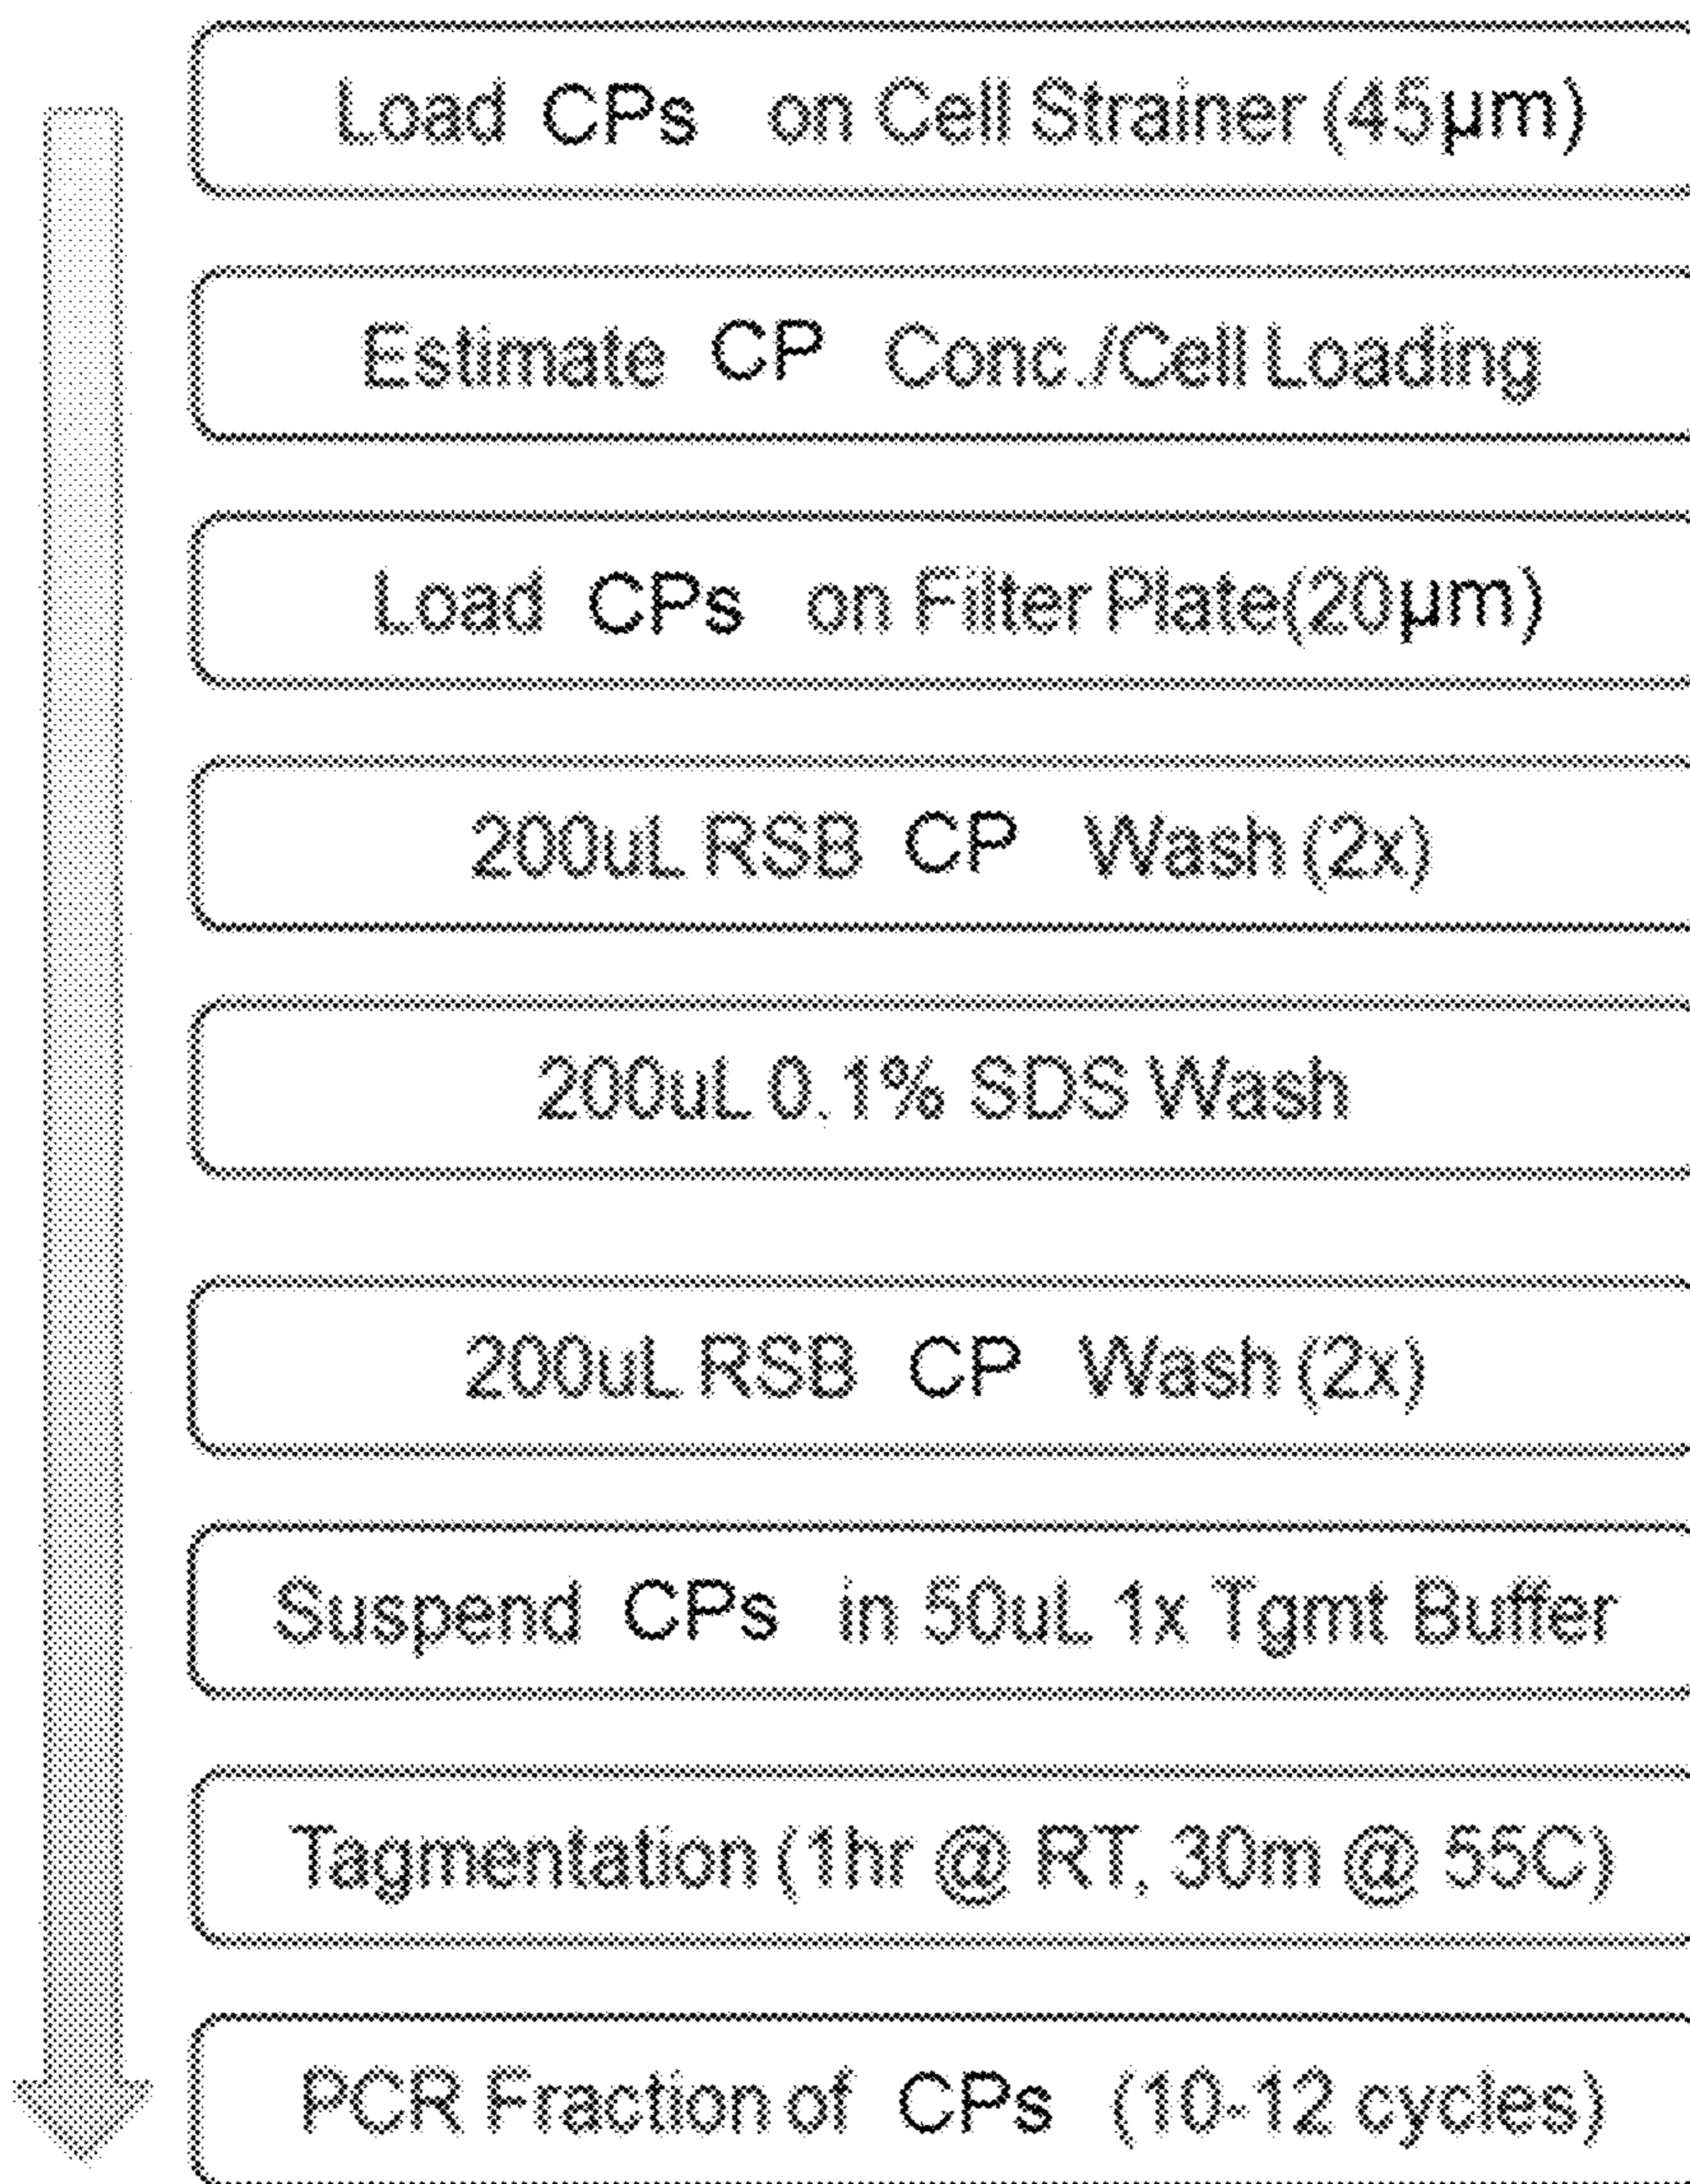 Load CPs on Cell Strainer (45µm)
Estimate CP Conc./Cell Loading
Load CPs on Filter Plate(20µm)
200uL RSB CP Wash (2x)
200uL 0.1% SDS Wash
200uL RSB CP Wash (2x)
Suspend CPs in 50uL 1x Tgmt Buffer
Tagmentation (1hr @ RT, 30m @ 55C)
PCR Fraction of CPs (10-12 cycles)